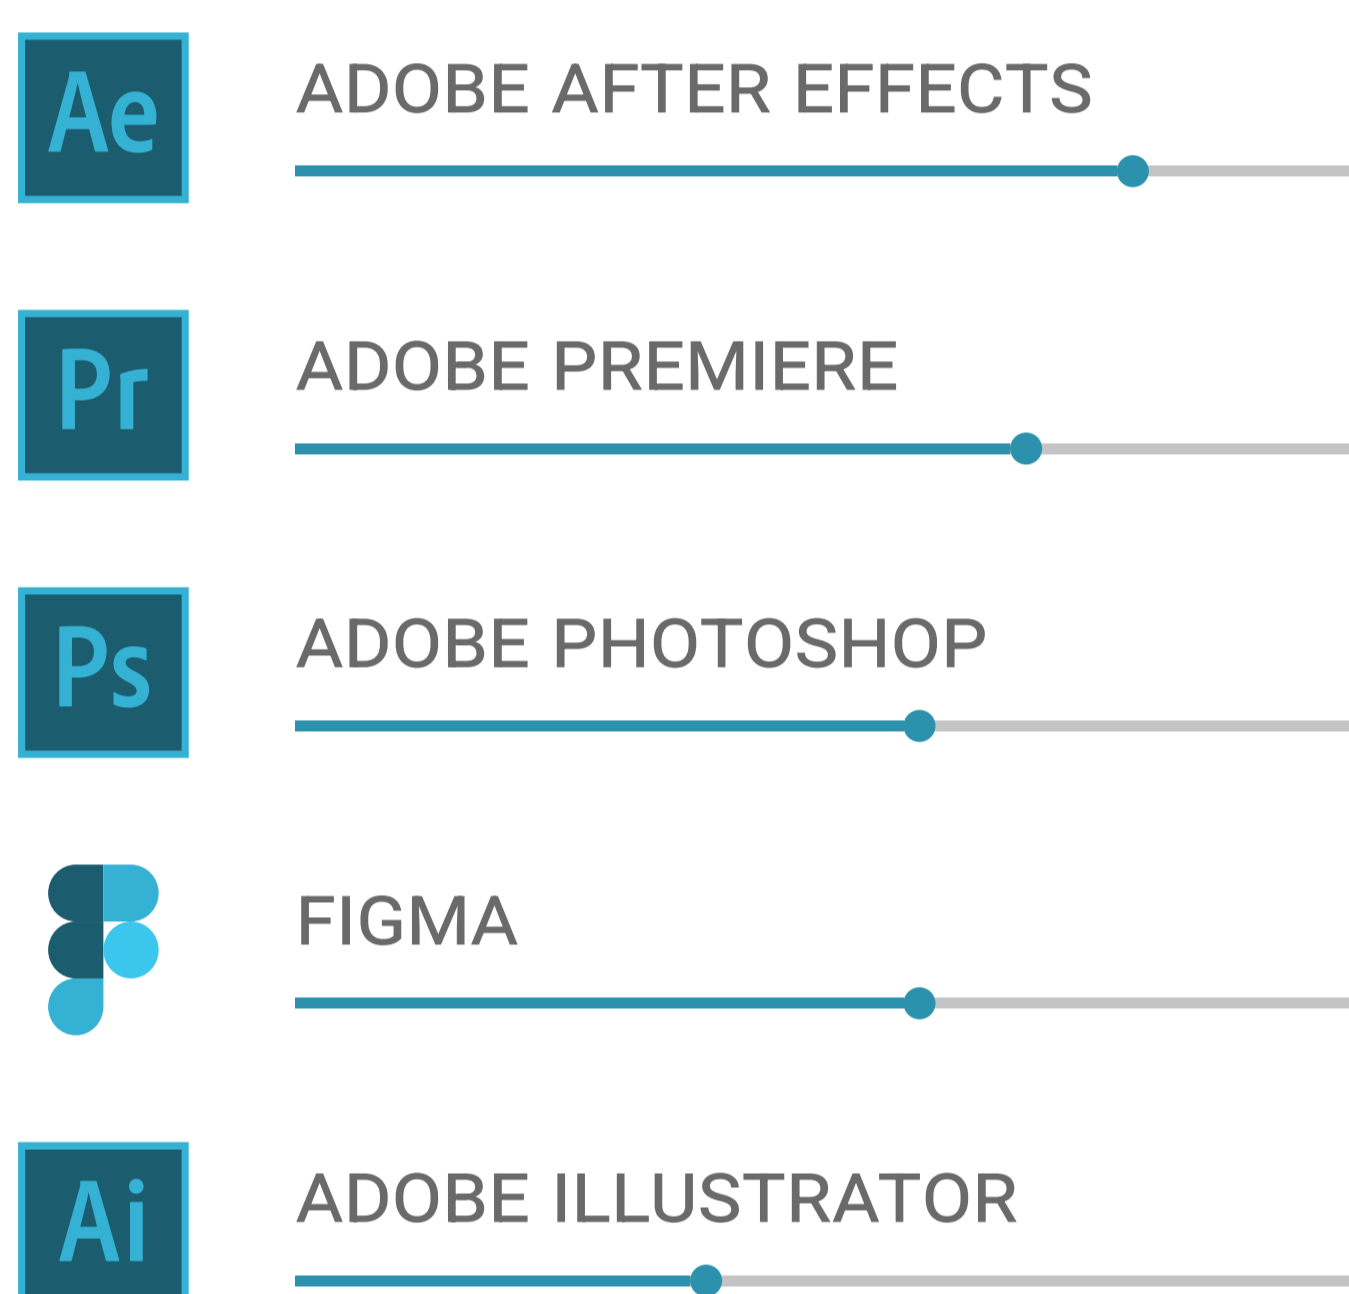 Ae
ADOBE AFTER EFFECTS
Pr
ADOBE PREMIERE
Ps
ADOBE PHOTOSHOP
FIGMA
Ai
ADOBE ILLUSTRATOR